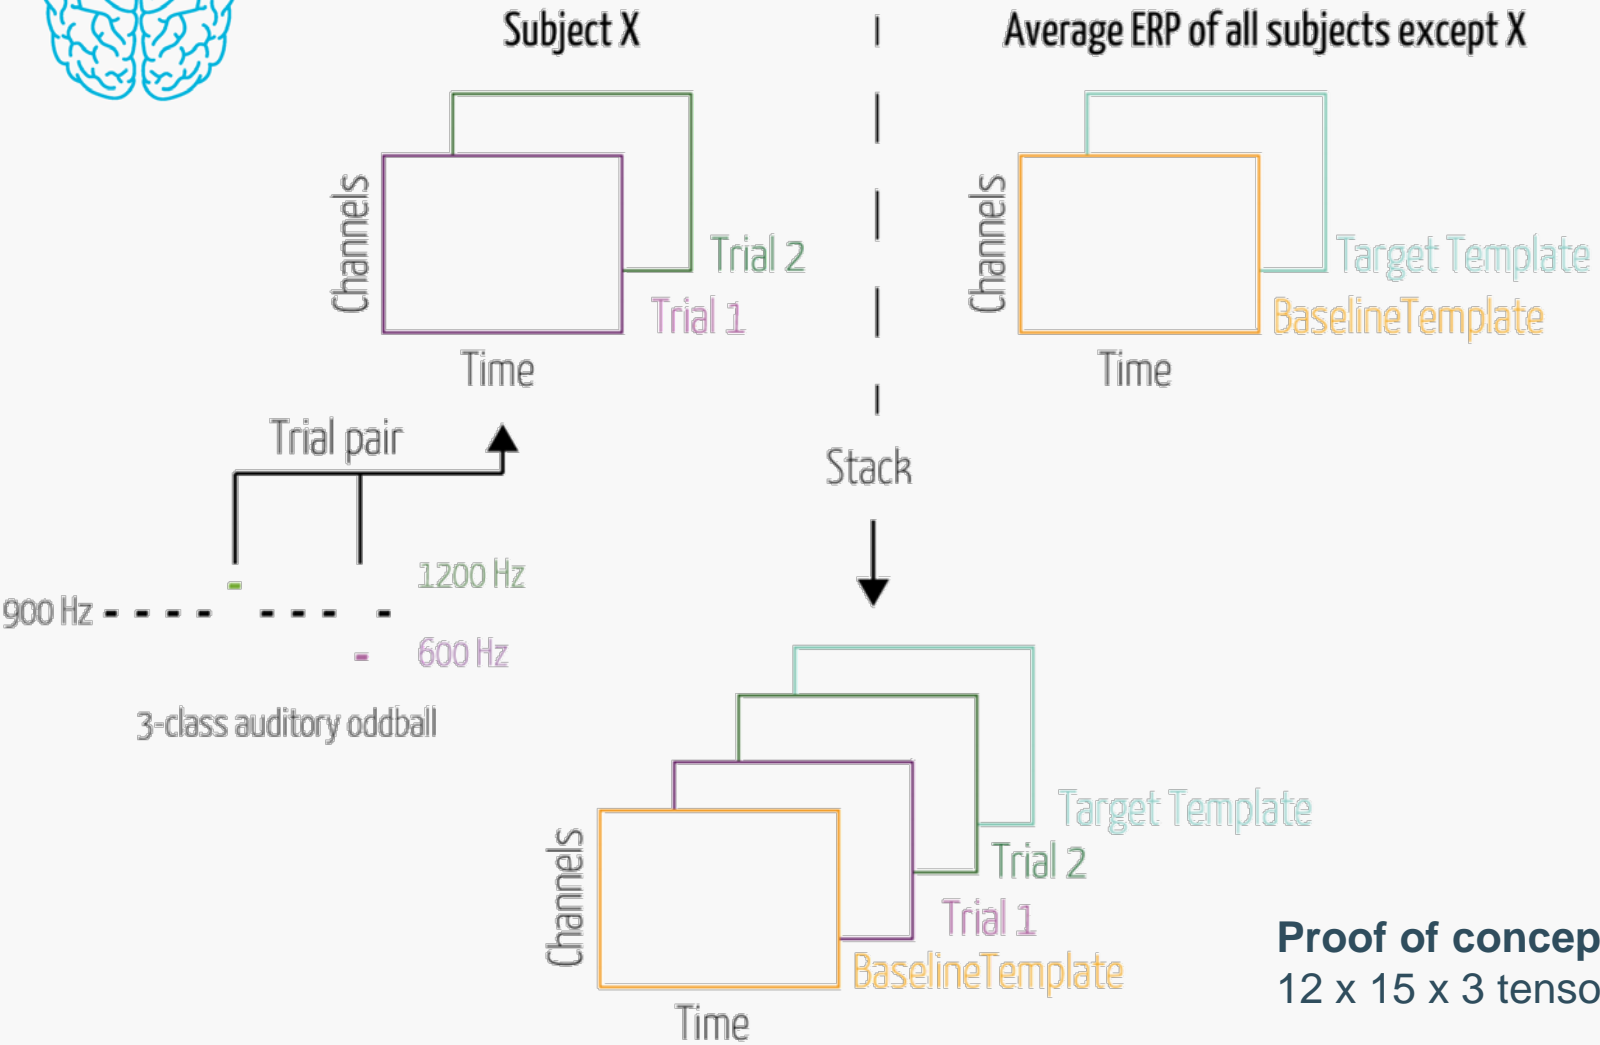 Subject X
Average ERP of all subjects except X
Channels
Trial 2
Trial 1
Time
Channels
Target Template
BaselineTemplate
Time
Trial pair
Stack
1200 Hz
900 Hz
600 Hz
3-class auditory oddball
Channels
Target Template
Trial 2
Trial 1
BaselineTemplate
Time
Proof of concep
12 x 15 x 3 tenso